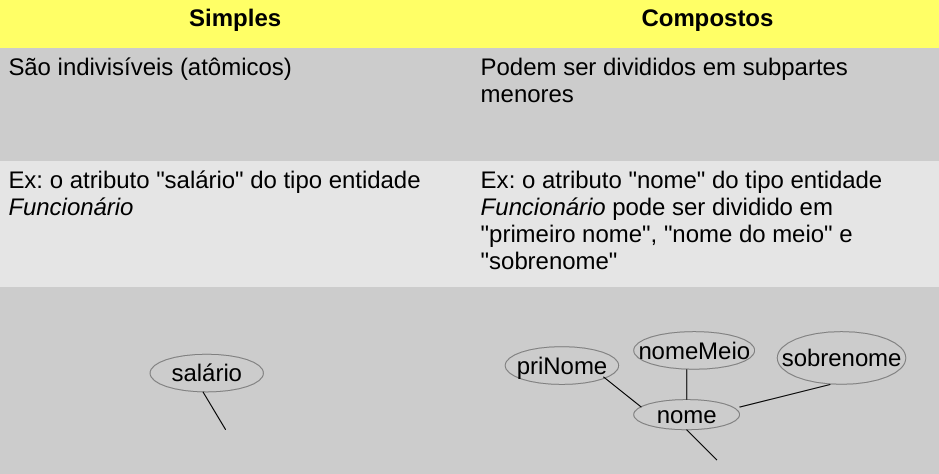 Simples
Compostos
São indivisíveis (atômicos)
Podem ser divididos em subpartes
menores
Ex: o atributo "salário" do tipo entidade
Funcionário
Ex: o atributo "nome" do tipo entidade
Funcionário pode ser dividido em
"primeiro nome", "nome do meio" e
"sobrenome"
salário
priNome
nomeMeio
sobrenome
nome